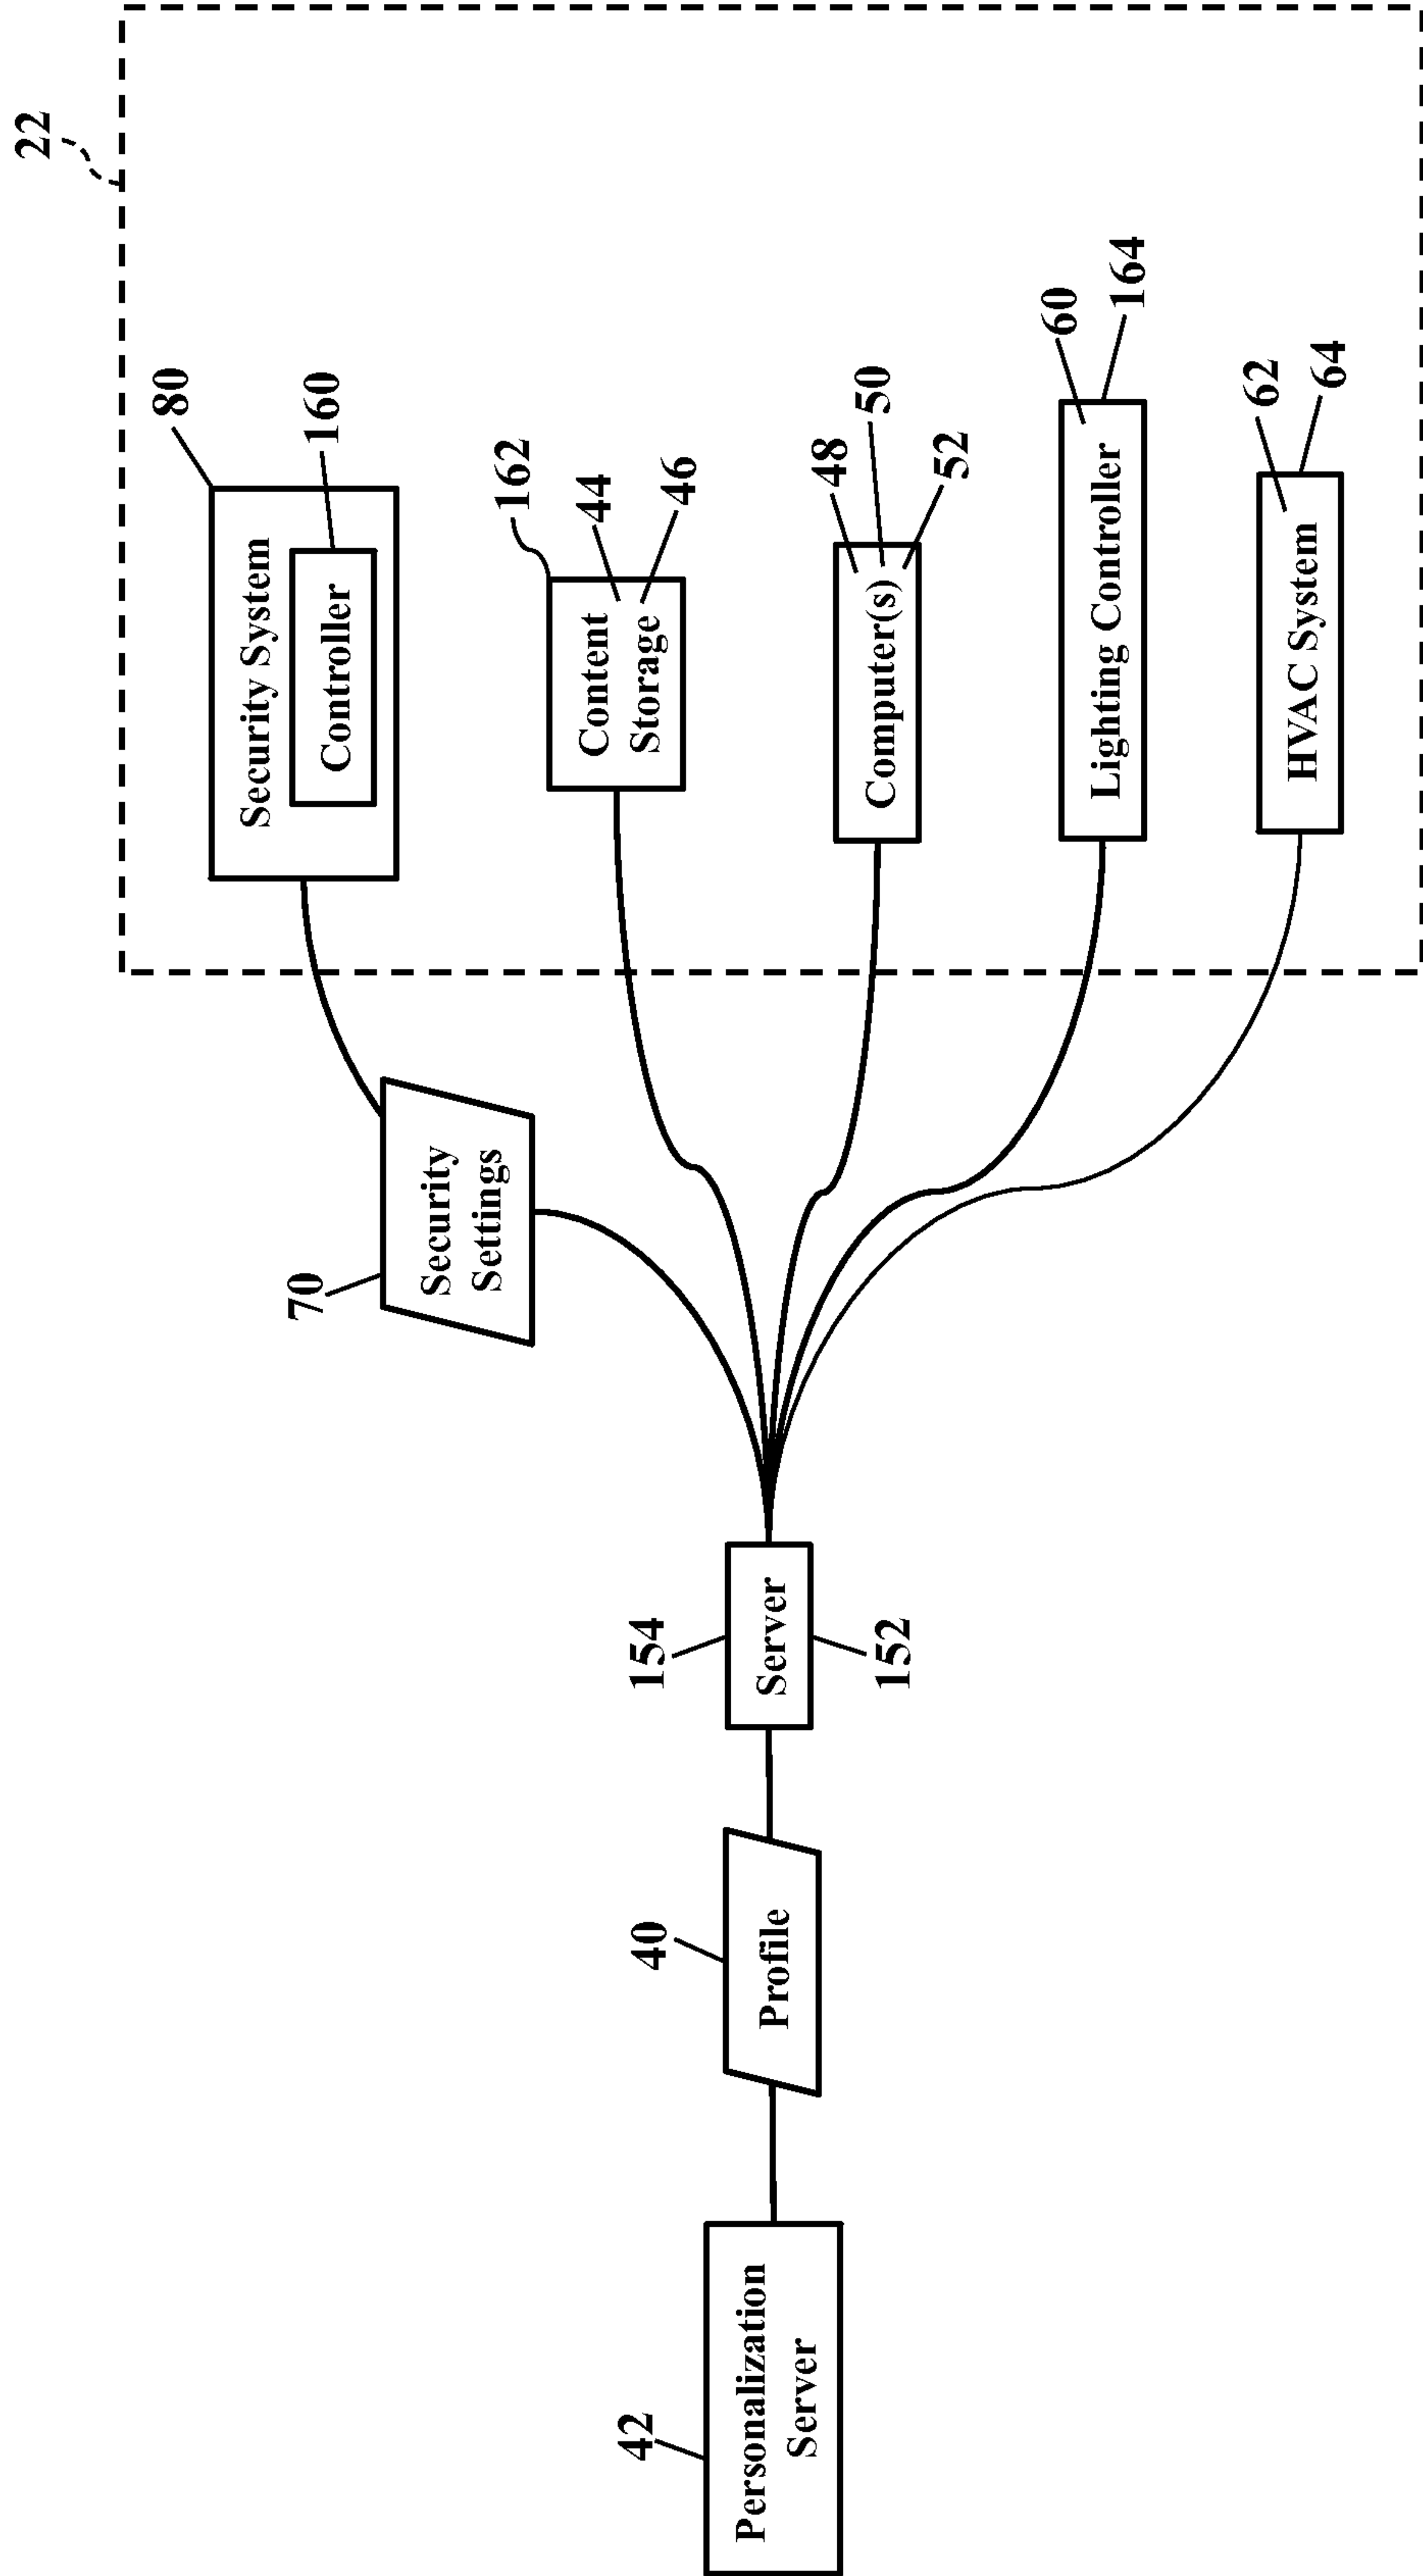 22
80
Security System
160
Controller
162
44
Content
Storage
46
48
50
Computer(s)
52
60
Lighting Controller
164
62
HVAC System
64
70
Security
Settings
154
Server
152
40
Profile
42
Personalization
Server